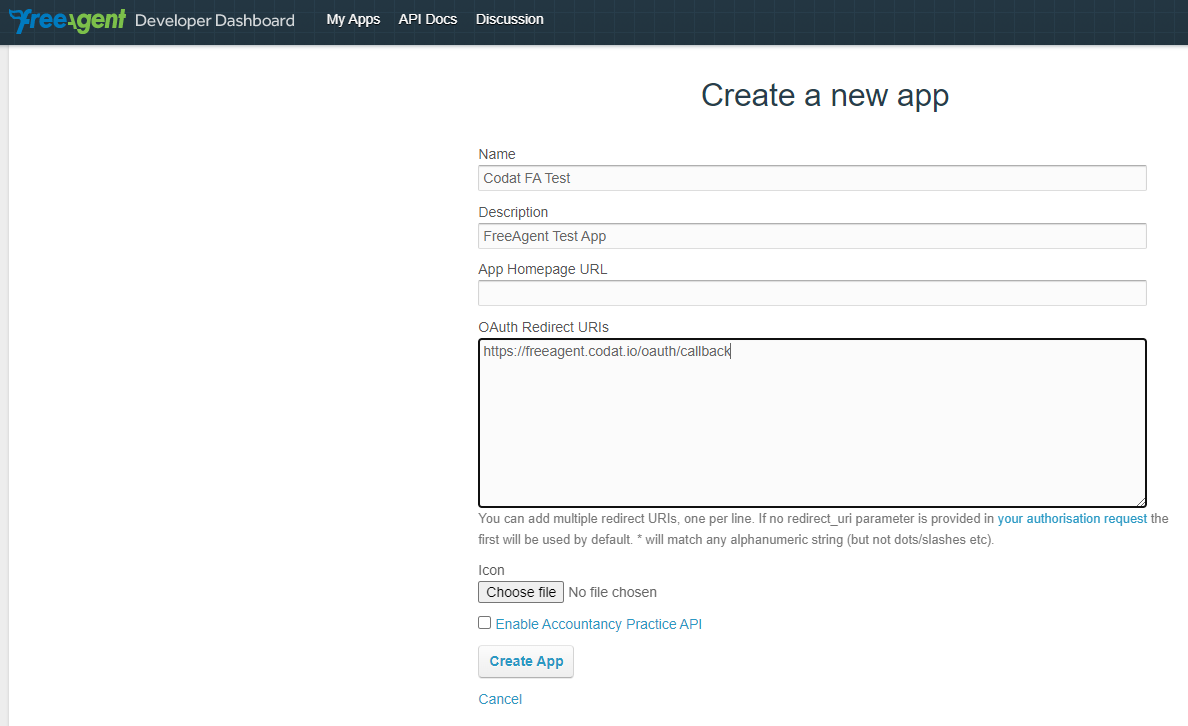 freeagent Developer Dashboard My Apps API Docs Discussion
Create a new app
Name
Codat FA Test
Description
FreeAgent Test App
App Homepage URL
OAuth Redirect URIs
https://freeagent.codat.io/oauth/callback
You can add multiple redirect URIs, one per line. If no redirect_uri parameter is provided in your authorisation request the
first will be used by default. * will match any alphanumeric string (but not dots/slashes etc).
Icon
Choose file No file chosen
Enable Accountancy Practice API
Create App
Cancel